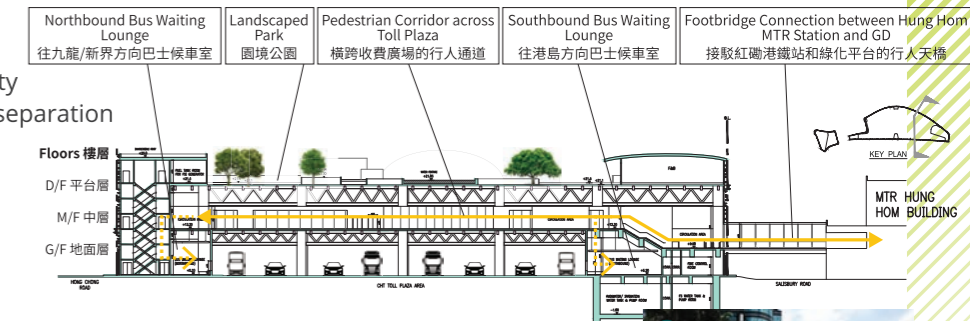 Northbound Bus Waiting
Lounge
往九龍/新界方向巴士候車室
Landscaped
Park
園境公園
Pedestrian Corridor across
Toll Plaza
橫跨收費廣場的行人通道
Southbound Bus Waiting
Lounge
往港島方向巴士候車室
Footbridge Connection between Hung Hom
MTR Station and GD
接駁紅磡港鐵站和綠化平台的行人天橋
ty
separation
Floors 樓層
D/F 平台層
M/F 中層
G/F 地面層
KEY PLAN
MTR HUNG
HOM BUILDING
CIRCULATION AREA
CIRCULATION AREA
HONG CHONG
ROAD
CHT TOLL PLAZA AREA
SALISBURY ROAD